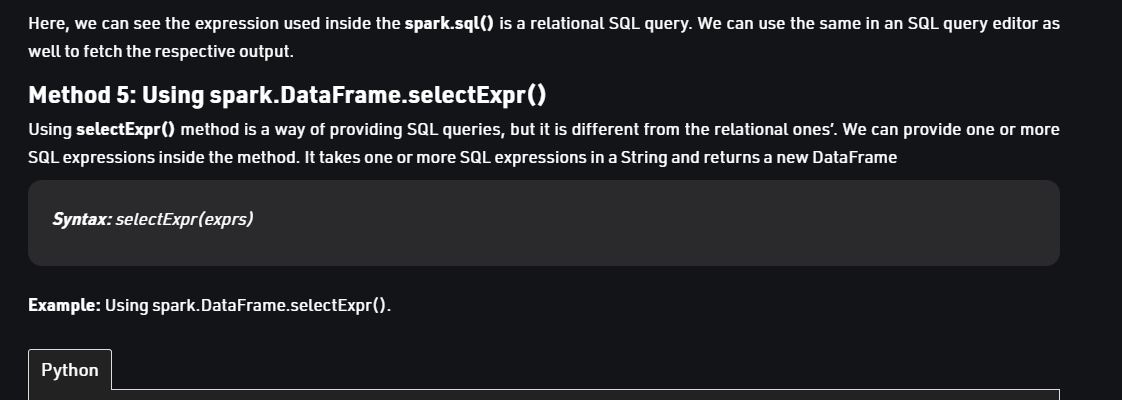 Here, we can see the expression used inside the spark.sql() is a relational SQL query. We can use the same in an SQL query editor as
well to fetch the respective output.
Method 5: Using spark.DataFrame.selectExpr()
Using selectExpr() method is a way of providing SQL queries, but it is different from the relational ones’. We can provide one or more
SQL expressions inside the method. It takes one or more SQL expressions in a String and returns a new DataFrame
Syntax: selectExpr(exprs)
Example: Using spark.DataFrame.selectExpr().
Python